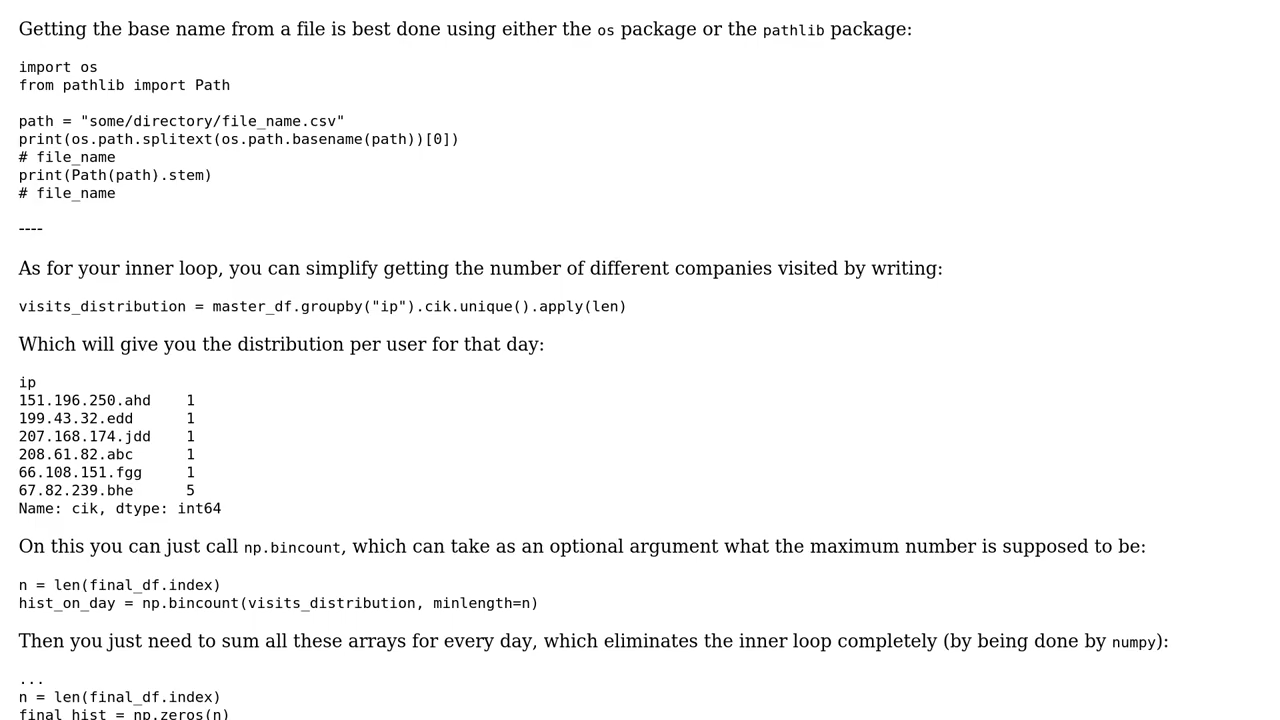 Getting the base name from a file is best done using either the os package or the pathlib package:
import os
from pathlib import Path
path = "some/directory/file_name.csv"
print(os.path.splitext(os.path.basename(path))[0])
# file_name
print(Path(path).stem)
# file_name
----
As for your inner loop, you can simplify getting the number of different companies visited by writing:
visits_distribution = master_df.groupby("ip").cik.unique().apply(len)
Which will give you the distribution per user for that day:
ip
151.196.250.ahd    1
199.43.32.edd      1
207.168.174.jdd    1
208.61.82.abc      1
66.108.151.fgg     1
67.82.239.bhe      5
Name: cik, dtype: int64
On this you can just call np.bincount, which can take as an optional argument what the maximum number is supposed to be:
n = len(final_df.index)
hist_on_day = np.bincount(visits_distribution, minlength=n)
Then you just need to sum all these arrays for every day, which eliminates the inner loop completely (by being done by numpy):
...
n = len(final_df.index)
final_hist = np.zeros(n)